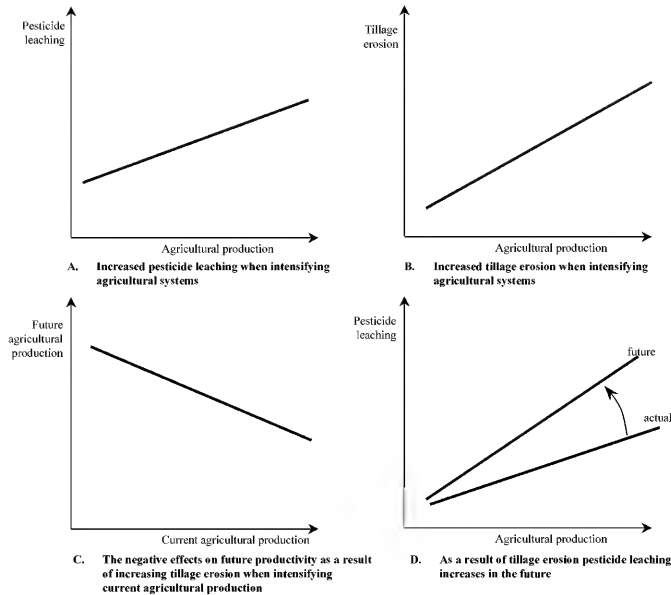 Pesticide
leaching
Agricultural production
A. Increased pesticide leaching when intensifying
agricultural systems
Tillage
erosion
Agricultural production
B. Increased tillage erosion when intensifying
agricultural systems
Future
agricultural
production
Current agricultural production
C. The negative effects on future productivity as a result
of increasing tillage erosion when intensifying
current agricultural production
Pesticide
leaching
future
actual
Agricultural production
D. As a result of tillage erosion pesticide leaching
increases in the future